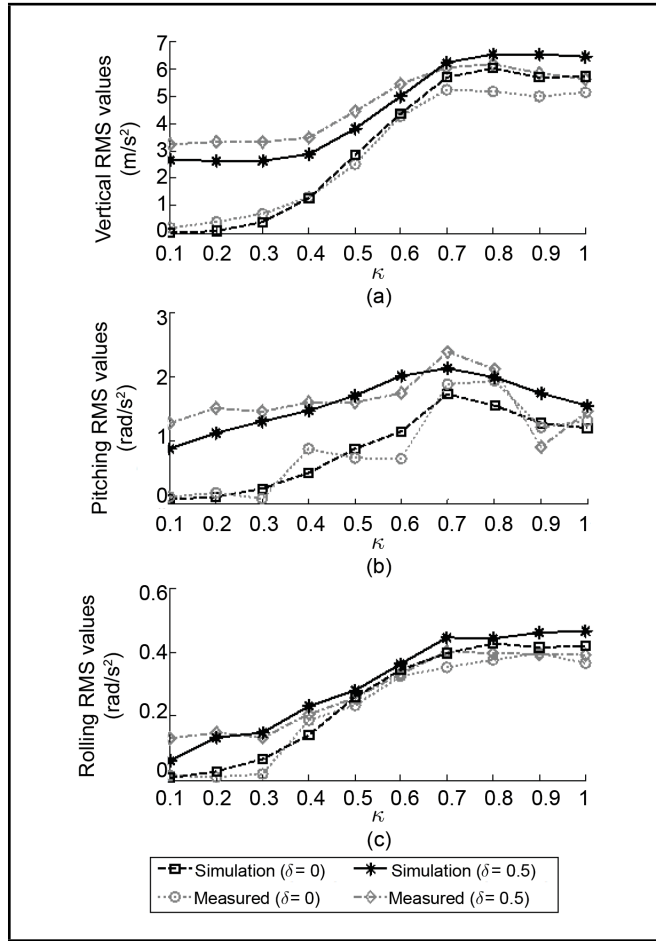 Vertical RMS values
(m/s²)
7
6
5
4
3
2
1
0
0.1 0.2 0.3 0.4 0.5 0.6 0.7 0.8 0.9 1
κ
(a)
Pitching RMS values
(rad/s²)
3
2
1
0
0.1 0.2 0.3 0.4 0.5 0.6 0.7 0.8 0.9 1
κ
(b)
Rolling RMS values
(rad/s²)
0.6
0.4
0.2
0
0.1 0.2 0.3 0.4 0.5 0.6 0.7 0.8 0.9 1
κ
(c)
Simulation (δ= 0) Simulation (δ= 0.5)
Measured (δ= 0) Measured (δ= 0.5)